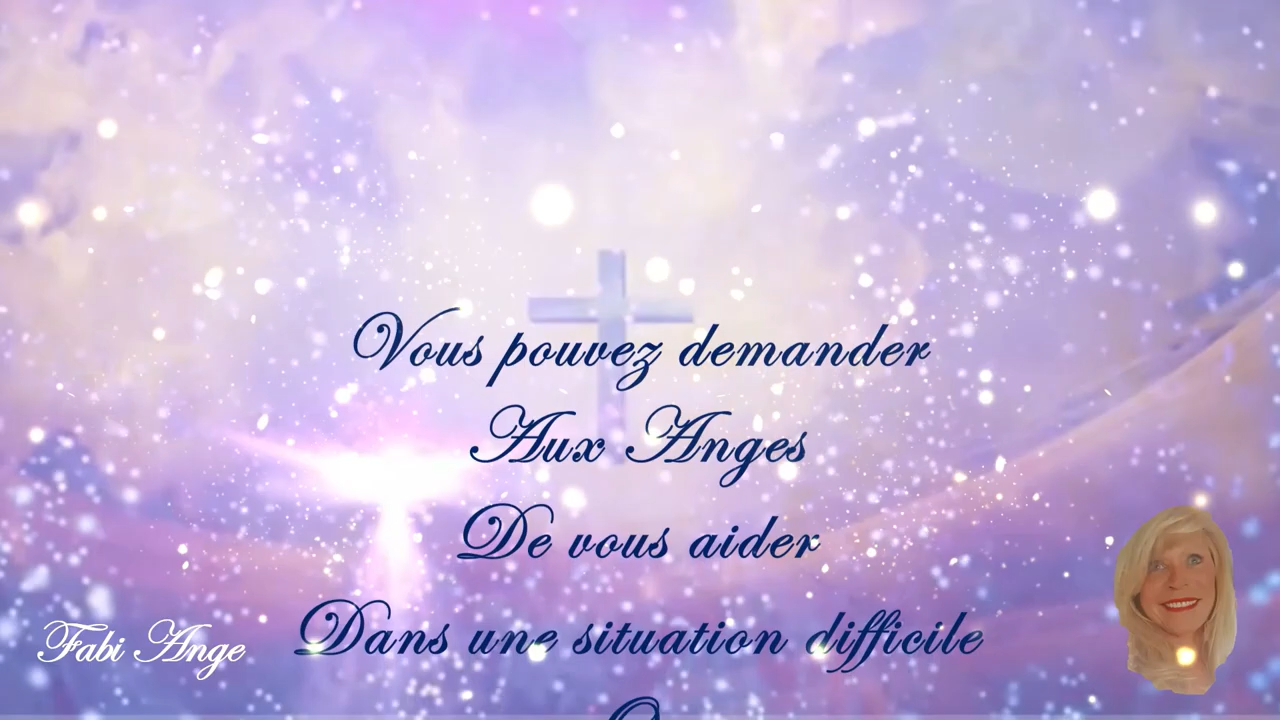 Vous pouvez demander
Aux Anges
De vous aider
Dans une situation difficile
Fabi Ange